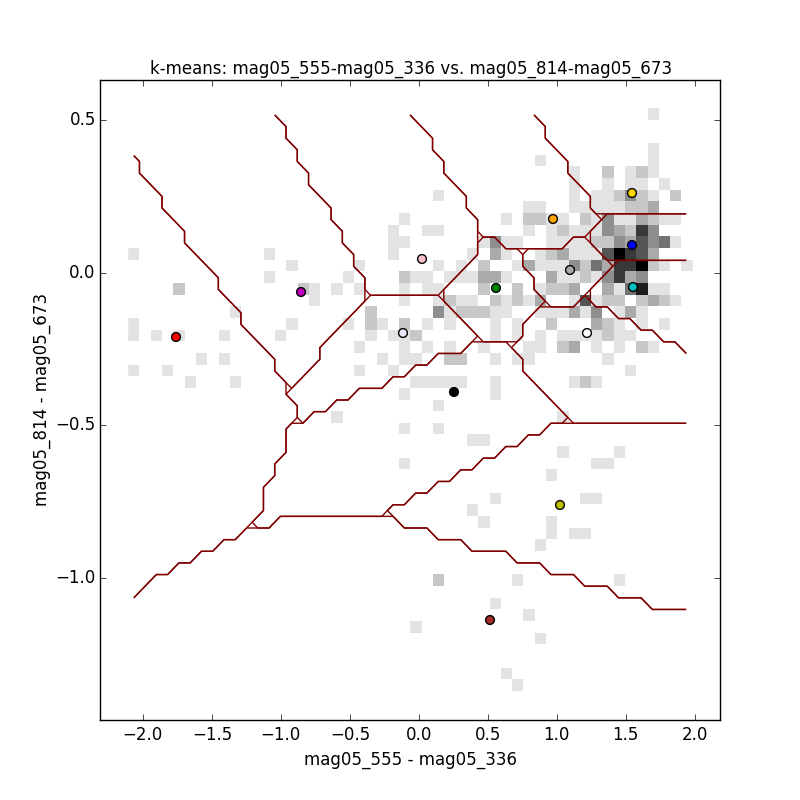 k-means: mag05_555-mag05_336 vs. mag05_814-mag05_673
0.5
0.0
−0.5
−1.0
mag05_814 - mag05_673
−2.0 −1.5 −1.0 −0.5 0.0 0.5 1.0 1.5 2.0
mag05_555 - mag05_336